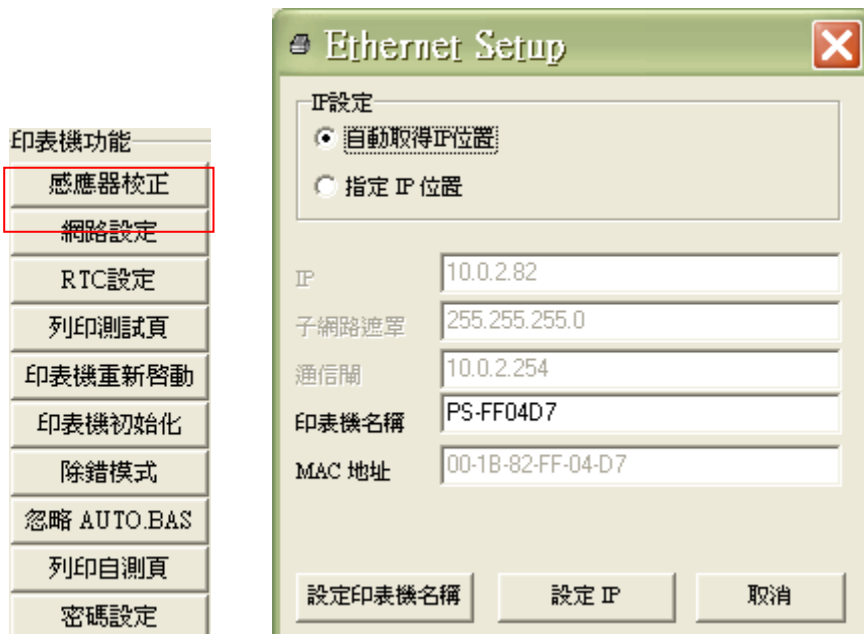 印表機功能
感應器校正
網路設定
RTC設定
列印測試頁
印表機重新啓動
印表機初始化
除錯模式
忽略 AUTO.BAS
列印自測頁
密碼設定
Ethernet Setup
IP設定
自動取得IP位置
指定 IP 位置
IP 10.0.2.82
子網路遮罩 255.255.255.0
通信閘 10.0.2.254
印表機名稱 PS-FF04D7
MAC 地址 00-1B-82-FF-04-D7
設定印表機名稱 設定 IP 取消